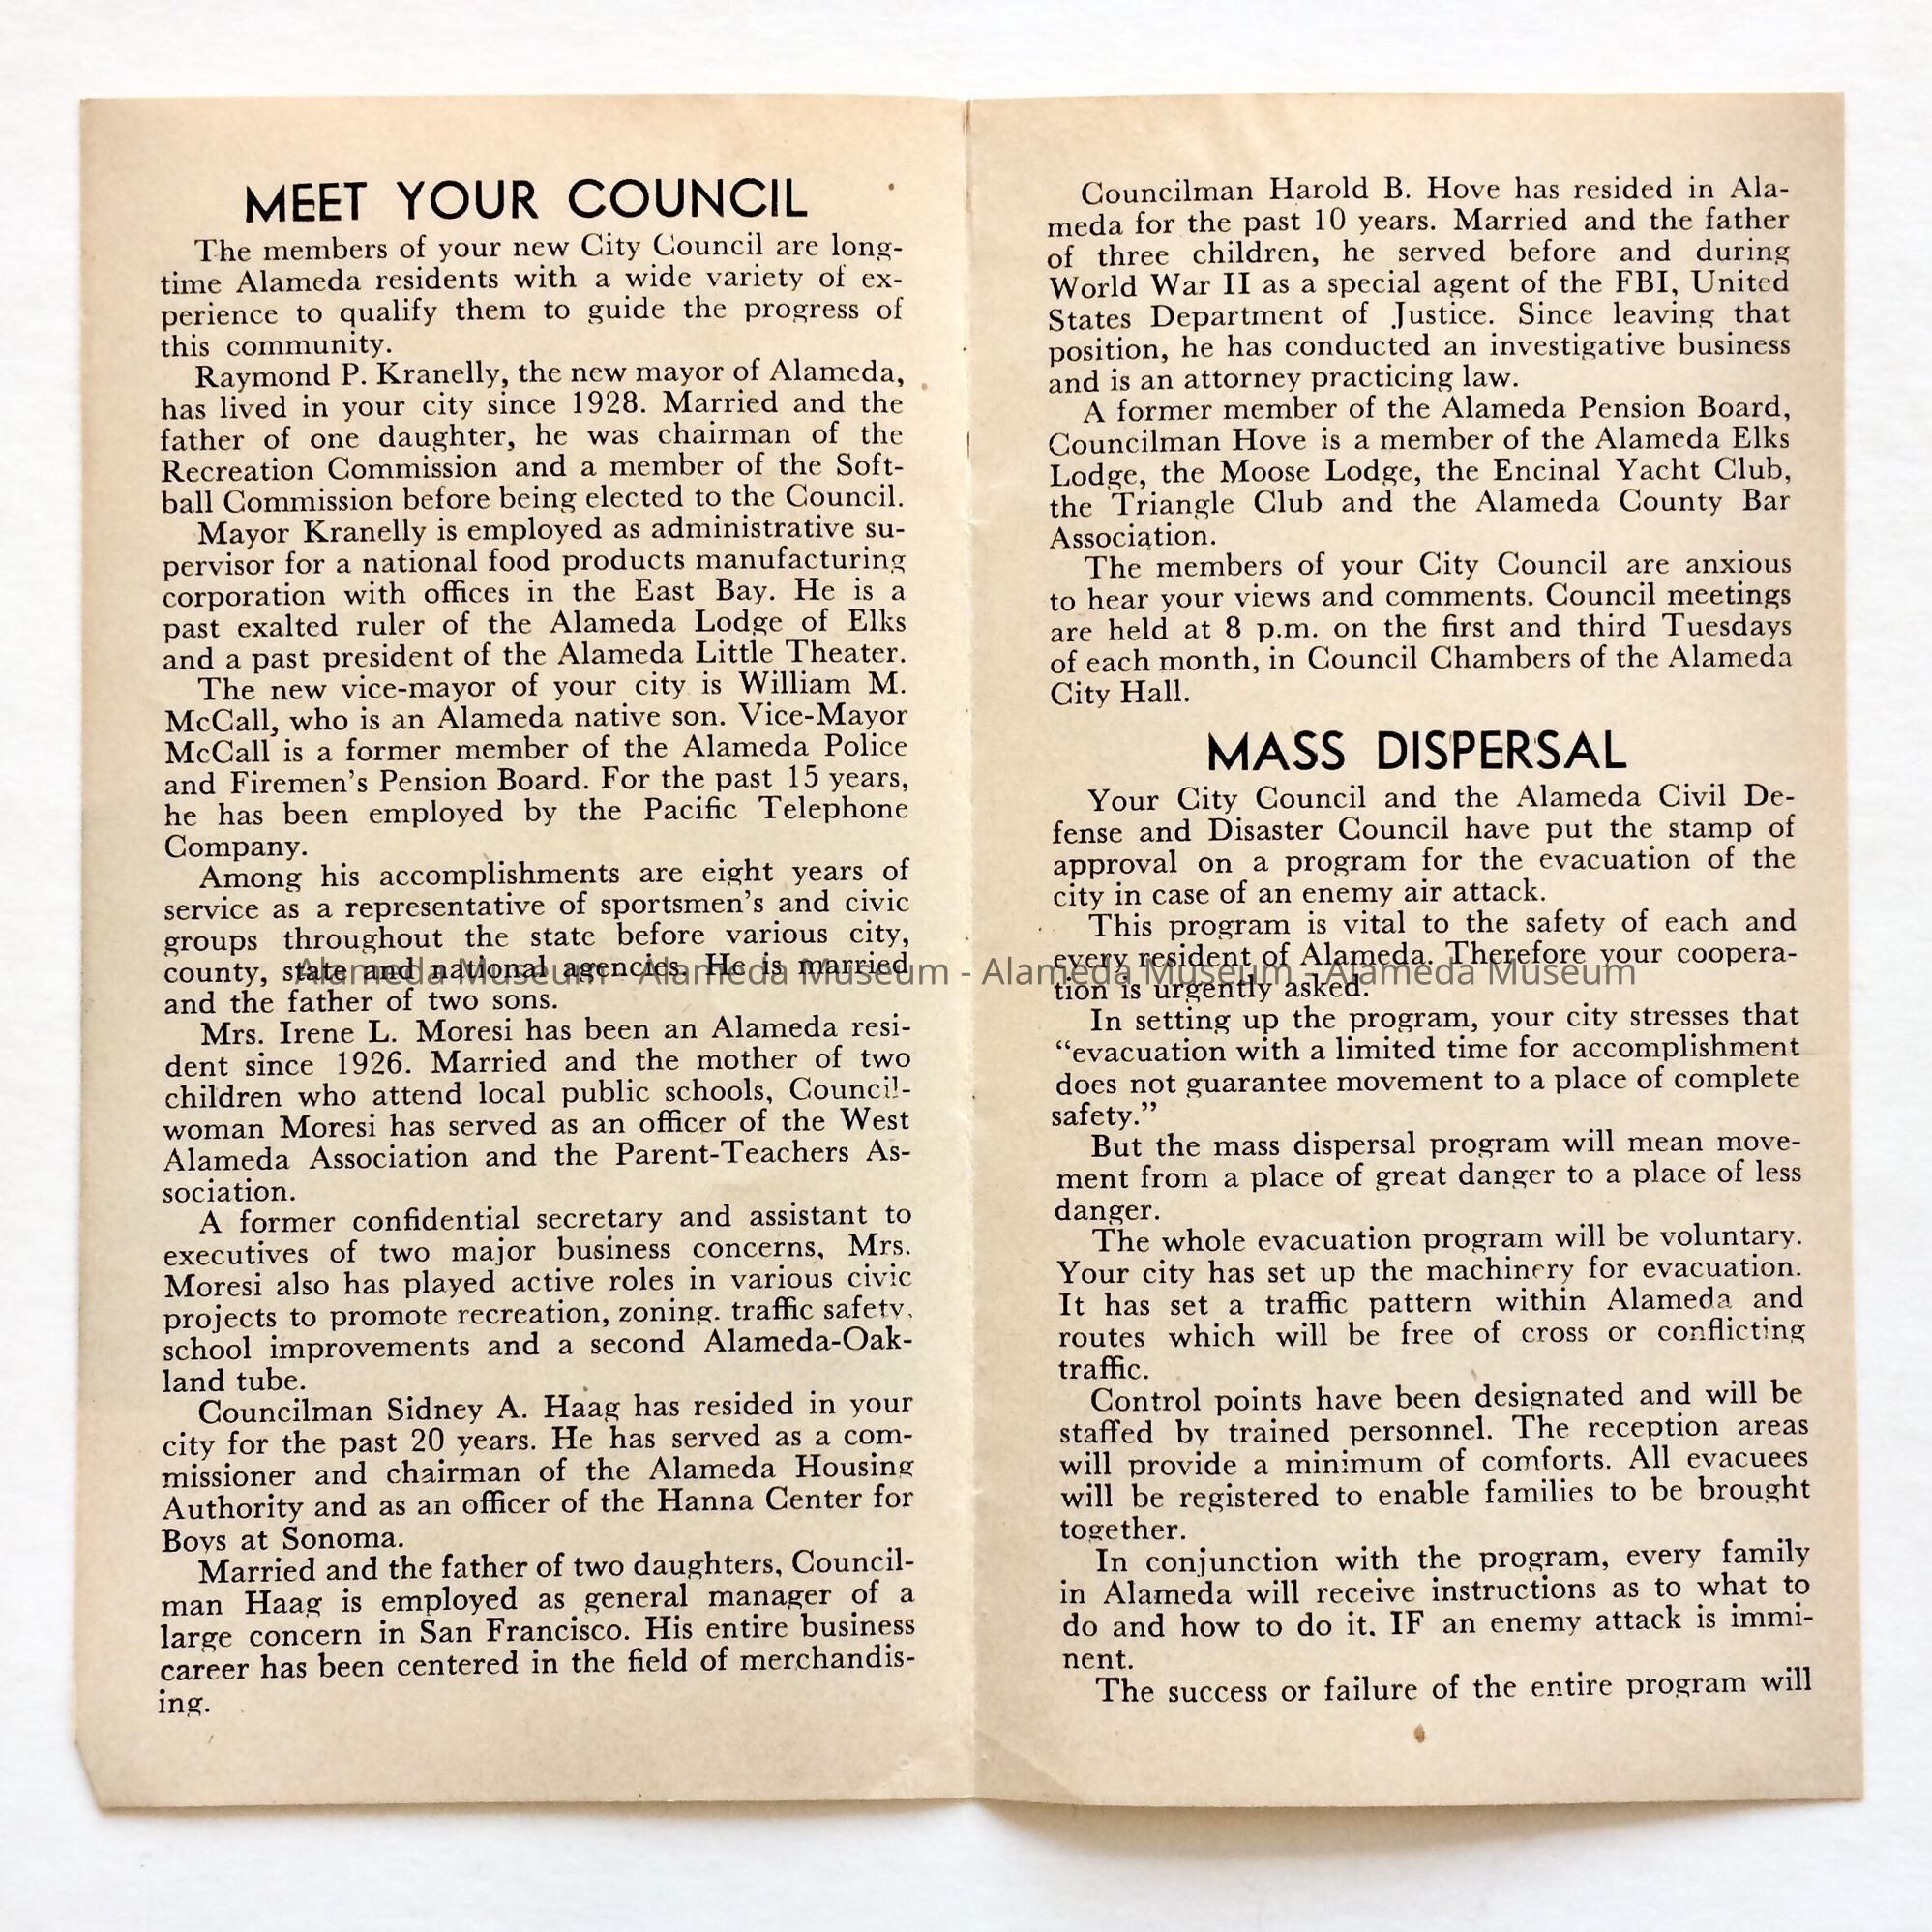 MEET YOUR COUNCIL
The members of your new City Council are long-
time Alameda residents with a wide variety of ex-
perience to qualify them to guide the progress of
this community.
Raymond P. Kranelly, the new mayor of Alameda,
has lived in your city since 1928. Married and the
father of one daughter, he was chairman of the
Recreation Commission and a member of the Soft-
ball Commission before being elected to the Council.
Mayor Kranelly is employed as administrative su-
pervisor for a national food products manufacturing
corporation with offices in the East Bay. He is a
past exalted ruler of the Alameda Lodge of Elks
and a past president of the Alameda Little Theater.
The new vice-mayor of your city is William M.
McCall, who is an Alameda native son. Vice-Mayor
McCall is a former member of the Alameda Police
and Firemen's Pension Board. For the past 15 years,
he has been employed by the Pacific Telephone
Company.
Among his accomplishments are eight years of
service as a representative of sportsmen's and civic
groups throughout the state before various city,
county, state and national agencies. He is married
and the father of two sons.
Mrs. Irene L. Moresi has been an Alameda resi-
dent since 1926. Married and the mother of two
children who attend local public schools, Council-
woman Moresi has served as an officer of the West
Alameda Association and the Parent-Teachers As-
sociation.
A former confidential secretary and assistant to
executives of two major business concerns, Mrs.
Moresi also has played active roles in various civic
projects to promote recreation, zoning. traffic safety,
school improvements and a second Alameda-Oak-
land tube.
Councilman Sidney A. Haag has resided in your
city for the past 20 years. He has served as a com-
missioner and chairman of the Alameda Housing
Authority and as an officer of the Hanna Center for
Boys at Sonoma.
Married and the father of two daughters, Council-
man Haag is employed as general manager of a
large concern in San Francisco. His entire business
career has been centered in the field of merchandis-
ing.
Councilman Harold B. Hove has resided in Ala-
meda for the past 10 years. Married and the father
of three children, he served before and during
World War II as a special agent of the FBI, United
States Department of Justice. Since leaving that
position, he has conducted an investigative business
and is an attorney practicing law.
A former member of the Alameda Pension Board,
Councilman Hove is a member of the Alameda Elks
Lodge, the Moose Lodge, the Encinal Yacht Club,
the Triangle Club and the Alameda County Bar
Association.
The members of your City Council are anxious
to hear your views and comments. Council meetings
are held at 8 p.m. on the first and third Tuesdays
of each month, in Council Chambers of the Alameda
City Hall.
MASS DISPERSAL
Your City Council and the Alameda Civil De-
fense and Disaster Council have put the stamp of
approval on a program for the evacuation of the
city in case of an enemy air attack.
This program is vital to the safety of each and
every resident of Alameda. Therefore your coopera-
tion is urgently asked.
In setting up the program, your city stresses that
"evacuation with a limited time for accomplishment
does not guarantee movement to a place of complete
safety."
But the mass dispersal program will mean move-
ment from a place of great danger to a place of less
danger.
The whole evacuation program will be voluntary.
Your city has set up the machinery for evacuation.
It has set a traffic pattern within Alameda and
routes which will be free of cross or conflicting
traffic.
Control points have been designated and will be
staffed by trained personnel. The reception areas
will provide a minimum of comforts. All evacuees
will be registered to enable families to be brought
together.
In conjunction with the program, every family
in Alameda will receive instructions as to what to
do and how to do it. IF an enemy attack is immi-
nent.
The success or failure of the entire program will
Alameda Museum - Alameda Museum - Alameda Museum - Alameda Museum